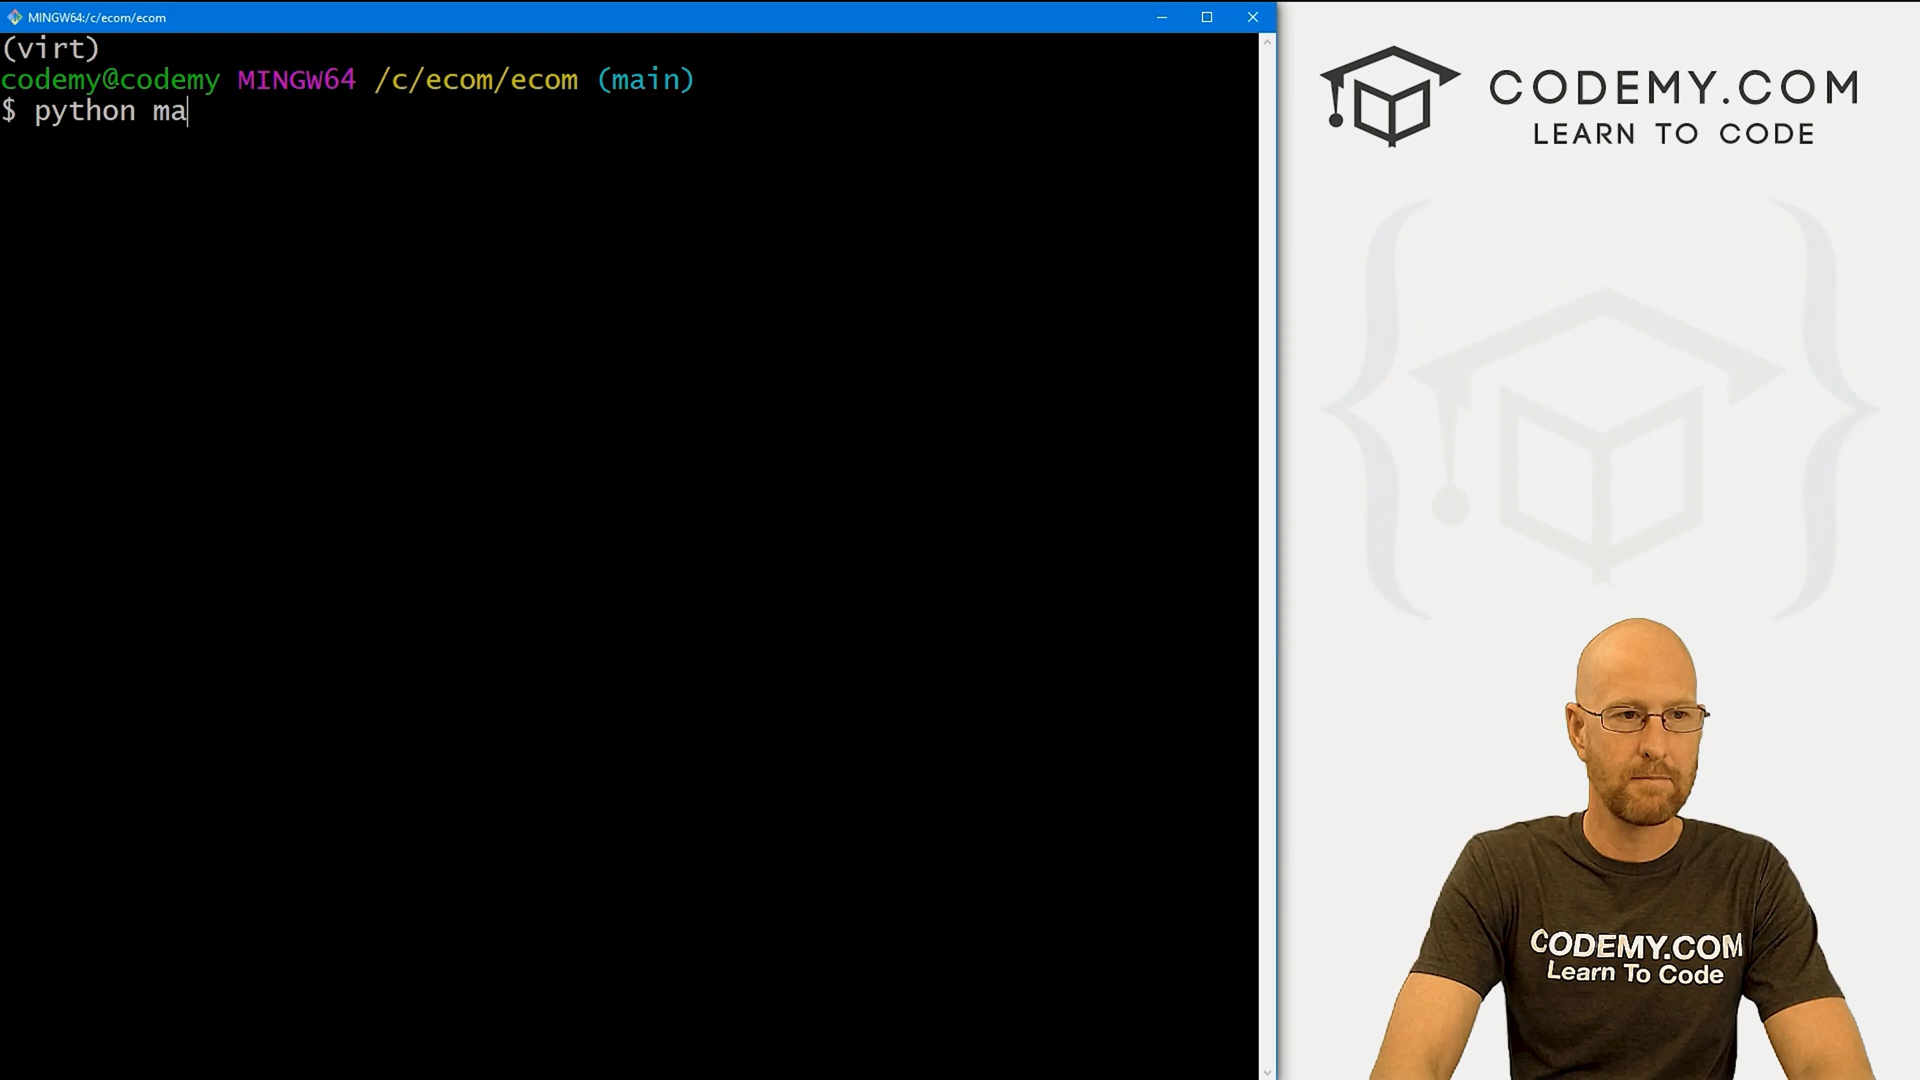 MINGW64:/c/ecom/ecom
(virt)
codemy@codemy MINGW64 /c/ecom/ecom (main)
$ python ma
CODEMY.COM
LEARN TO CODE
CODEMY.COM
Learn To Code